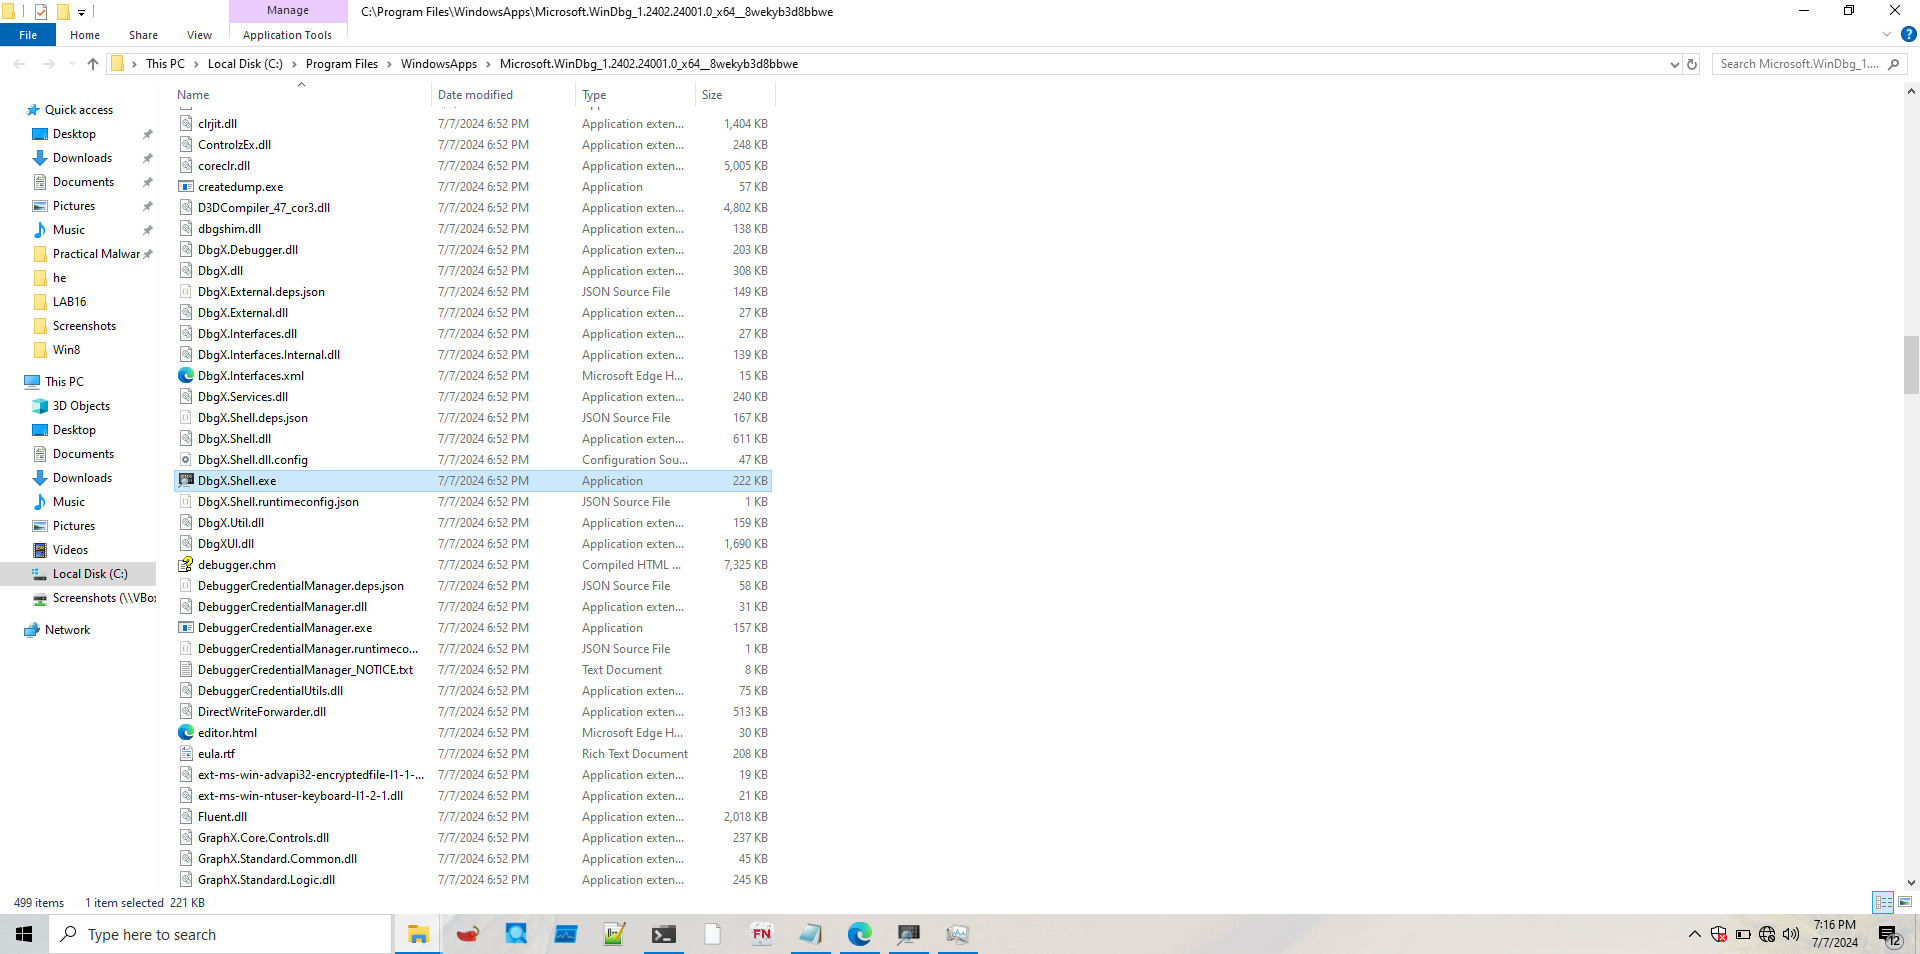 Manage
C:\Program Files\WindowsApps\Microsoft.WinDbg_1.2402.24001.0_x64__8wekyb3d8bbwe
File Home Share View Application Tools
This PC Local Disk (C:) Program Files WindowsApps Microsoft.WinDbg_1.2402.24001.0_x64__8wekyb3d8bbwe
Search Microsoft.WinDbg_1....
Quick access
Desktop
Downloads
Documents
Pictures
Music
Practical Malwar
he
LAB16
Screenshots
Win8
This PC
3D Objects
Desktop
Documents
Downloads
Music
Pictures
Videos
Local Disk (C:)
Screenshots (\\VBo
Network
Name Date modified Type Size
clrjit.dll 7/7/2024 6:52 PM Application exten... 1,404 KB
ControlzEx.dll 7/7/2024 6:52 PM Application exten... 248 KB
coreclr.dll 7/7/2024 6:52 PM Application exten... 5,005 KB
createdump.exe 7/7/2024 6:52 PM Application 57 KB
D3DCompiler_47_cor3.dll 7/7/2024 6:52 PM Application exten... 4,802 KB
dbgshim.dll 7/7/2024 6:52 PM Application exten... 138 KB
DbgX.Debugger.dll 7/7/2024 6:52 PM Application exten... 203 KB
DbgX.dll 7/7/2024 6:52 PM Application exten... 308 KB
DbgX.External.deps.json 7/7/2024 6:52 PM JSON Source File 149 KB
DbgX.External.dll 7/7/2024 6:52 PM Application exten... 27 KB
DbgX.Interfaces.dll 7/7/2024 6:52 PM Application exten... 27 KB
DbgX.Interfaces.Internal.dll 7/7/2024 6:52 PM Application exten... 139 KB
DbgX.Interfaces.xml 7/7/2024 6:52 PM Microsoft Edge H... 15 KB
DbgX.Services.dll 7/7/2024 6:52 PM Application exten... 240 KB
DbgX.Shell.deps.json 7/7/2024 6:52 PM JSON Source File 167 KB
DbgX.Shell.dll 7/7/2024 6:52 PM Application exten... 611 KB
DbgX.Shell.dll.config 7/7/2024 6:52 PM Configuration Sou... 47 KB
DbgX.Shell.exe 7/7/2024 6:52 PM Application 222 KB
DbgX.Shell.runtimeconfig.json 7/7/2024 6:52 PM JSON Source File 1 KB
DbgX.Util.dll 7/7/2024 6:52 PM Application exten... 159 KB
DbgXUI.dll 7/7/2024 6:52 PM Application exten... 1,690 KB
debugger.chm 7/7/2024 6:52 PM Compiled HTML ... 7,325 KB
DebuggerCredentialManager.deps.json 7/7/2024 6:52 PM JSON Source File 58 KB
DebuggerCredentialManager.dll 7/7/2024 6:52 PM Application exten... 31 KB
DebuggerCredentialManager.exe 7/7/2024 6:52 PM Application 157 KB
DebuggerCredentialManager.runtimeco... 7/7/2024 6:52 PM JSON Source File 1 KB
DebuggerCredentialManager_NOTICE.txt 7/7/2024 6:52 PM Text Document 8 KB
DebuggerCredentialUtils.dll 7/7/2024 6:52 PM Application exten... 75 KB
DirectWriteForwarder.dll 7/7/2024 6:52 PM Application exten... 513 KB
editor.html 7/7/2024 6:52 PM Microsoft Edge H... 30 KB
eula.rtf 7/7/2024 6:52 PM Rich Text Document 208 KB
ext-ms-win-advapi32-encryptedfile-l1-1-... 7/7/2024 6:52 PM Application exten... 19 KB
ext-ms-win-ntuser-keyboard-l1-2-1.dll 7/7/2024 6:52 PM Application exten... 21 KB
Fluent.dll 7/7/2024 6:52 PM Application exten... 2,018 KB
GraphX.Core.Controls.dll 7/7/2024 6:52 PM Application exten... 237 KB
GraphX.Standard.Common.dll 7/7/2024 6:52 PM Application exten... 45 KB
GraphX.Standard.Logic.dll 7/7/2024 6:52 PM Application exten... 245 KB
499 items 1 item selected 221 KB
Type here to search
FN
7:16 PM
7/7/2024
12